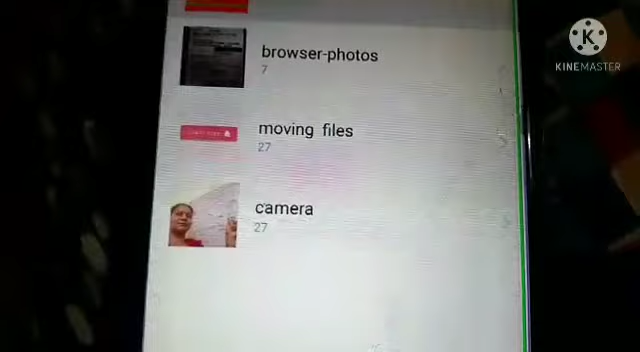 browser-photos
7
moving files
27
camera
27
KINEMASTER